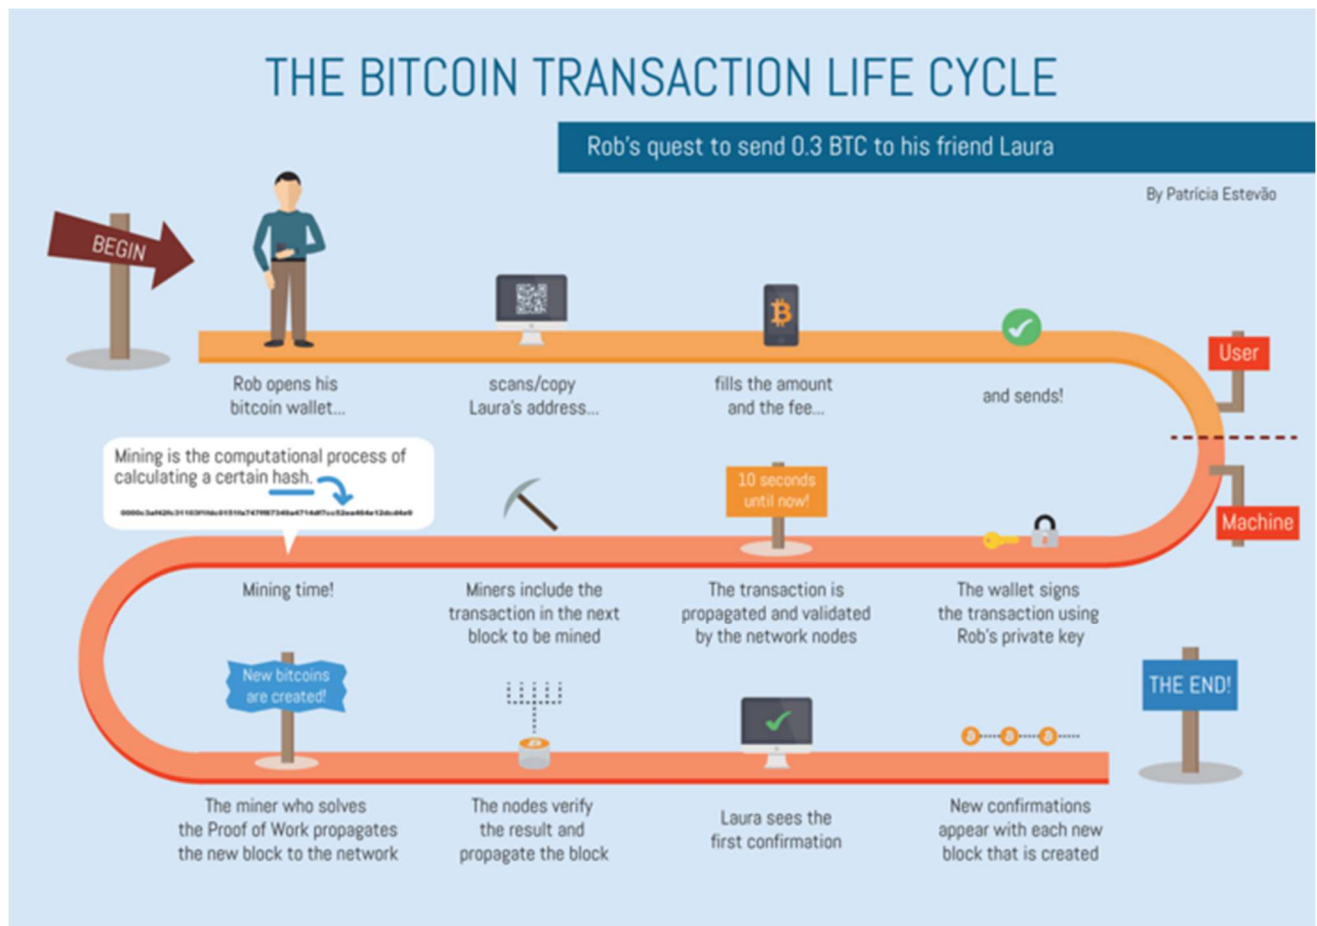 THE BITCOIN TRANSACTION LIFE CYCLE
Rob's quest to send 0.3 BTC to his friend Laura
By Patrícia Estevão
BEGIN
Rob opens his
bitcoin wallet...
scans/copy
Laura's address...
fills the amount
and the fee...
and sends!
User
Machine
The wallet signs
the transaction using
Rob's private key
10 seconds
until now!
The transaction is
propagated and validated
by the network nodes
Miners include the
transaction in the next
block to be mined
Mining is the computational process of
calculating a certain hash.
Mining time!
New bitcoins
are created!
The miner who solves
the Proof of Work propagates
the new block to the network
The nodes verify
the result and
propagate the block
Laura sees the
first confirmation
New confirmations
appear with each new
block that is created
THE END!